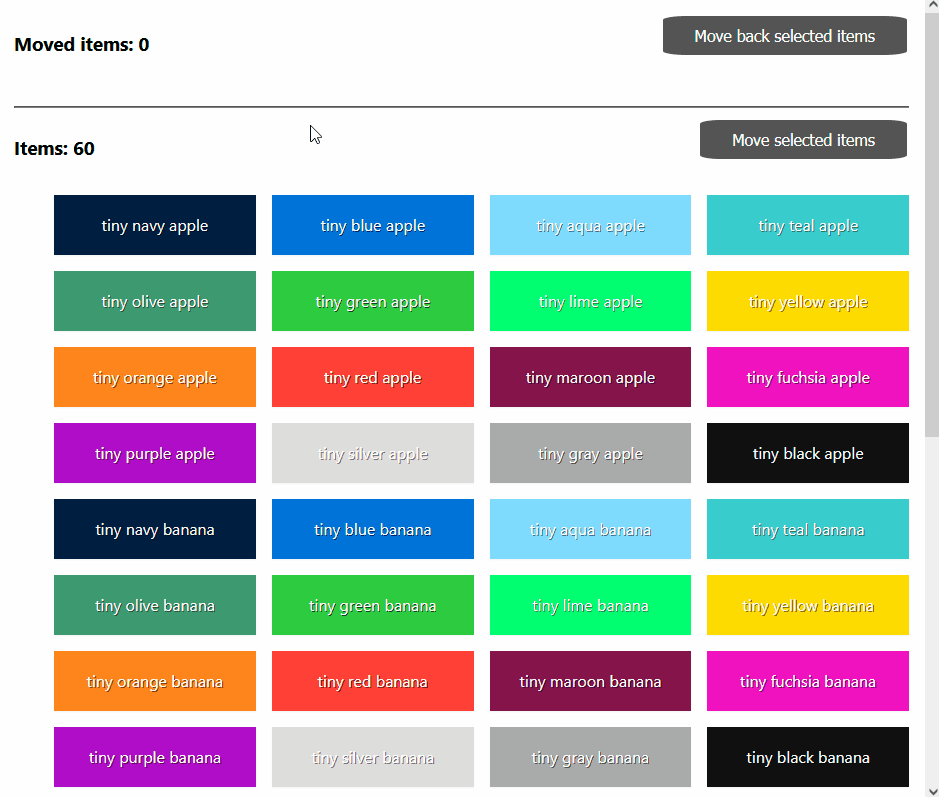 Moved items: 0
Move back selected items
Items: 60
Move selected items
tiny navy apple
tiny blue apple
tiny aqua apple
tiny teal apple
tiny olive apple
tiny green apple
tiny lime apple
tiny yellow apple
tiny orange apple
tiny red apple
tiny maroon apple
tiny fuchsia apple
tiny purple apple
tiny silver apple
tiny gray apple
tiny black apple
tiny navy banana
tiny blue banana
tiny aqua banana
tiny teal banana
tiny olive banana
tiny green banana
tiny lime banana
tiny yellow banana
tiny orange banana
tiny red banana
tiny maroon banana
tiny fuchsia banana
tiny purple banana
tiny silver banana
tiny gray banana
tiny black banana